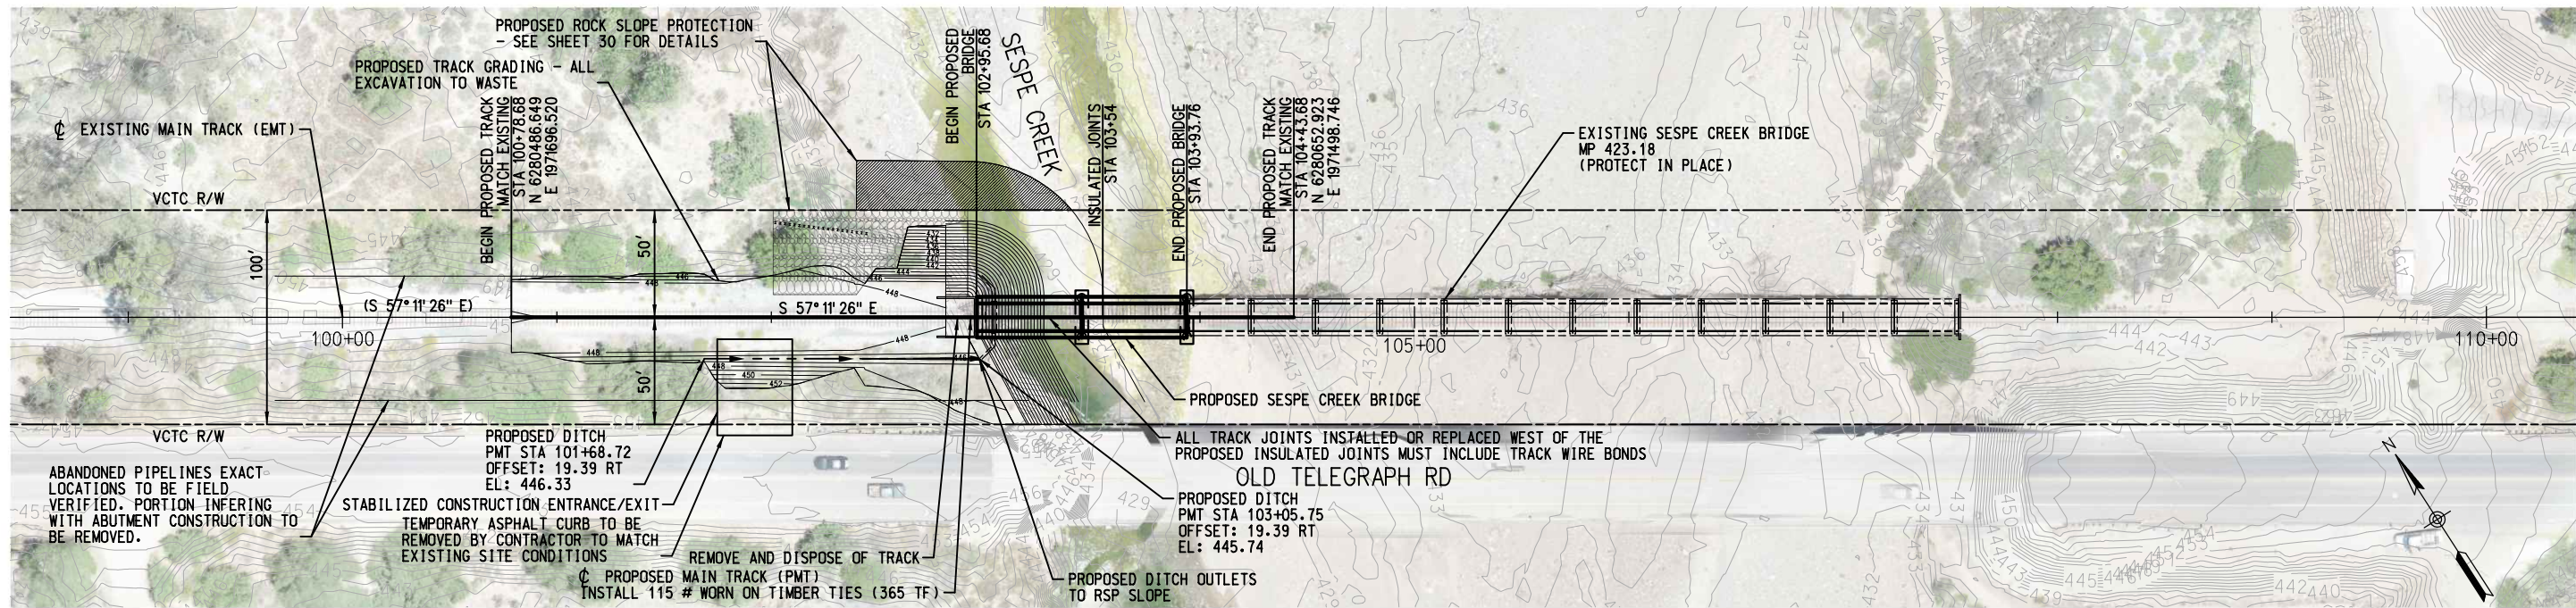 PROPOSED ROCK SLOPE PROTECTION
- SEE SHEET 30 FOR DETAILS
PROPOSED TRACK GRADING - ALL
EXCAVATION TO WASTE
℄ EXISTING MAIN TRACK (EMT)
BEGIN PROPOSED TRACK
MATCH EXISTING
STA 100+78.68
N 6280486.649
E 1971696.520
BEGIN PROPOSED
BRIDGE
STA 102+95.68
SESPE CREEK
INSULATED JOINTS
STA 103+54
END PROPOSED BRIDGE
STA 103+93.76
END PROPOSED TRACK
MATCH EXISTING
STA 104+43.68
N 6280652.923
E 1971498.746
EXISTING SESPE CREEK BRIDGE
MP 423.18
(PROTECT IN PLACE)
VCTC R/W
100'
50'
50'
(S 57°11'26" E)
S 57°11'26" E
100+00
105+00
110+00
VCTC R/W
PROPOSED SESPE CREEK BRIDGE
ALL TRACK JOINTS INSTALLED OR REPLACED WEST OF THE
PROPOSED INSULATED JOINTS MUST INCLUDE TRACK WIRE BONDS
OLD TELEGRAPH RD
ABANDONED PIPELINES EXACT
LOCATIONS TO BE FIELD
VERIFIED. PORTION INFERING
WITH ABUTMENT CONSTRUCTION TO
BE REMOVED.
PROPOSED DITCH
PMT STA 101+68.72
OFFSET: 19.39 RT
EL: 446.33
STABILIZED CONSTRUCTION ENTRANCE/EXIT
TEMPORARY ASPHALT CURB TO BE
REMOVED BY CONTRACTOR TO MATCH
EXISTING SITE CONDITIONS
REMOVE AND DISPOSE OF TRACK
℄ PROPOSED MAIN TRACK (PMT)
INSTALL 115 # WORN ON TIMBER TIES (365 TF)
PROPOSED DITCH
PMT STA 103+05.75
OFFSET: 19.39 RT
EL: 445.74
PROPOSED DITCH OUTLETS
TO RSP SLOPE
N